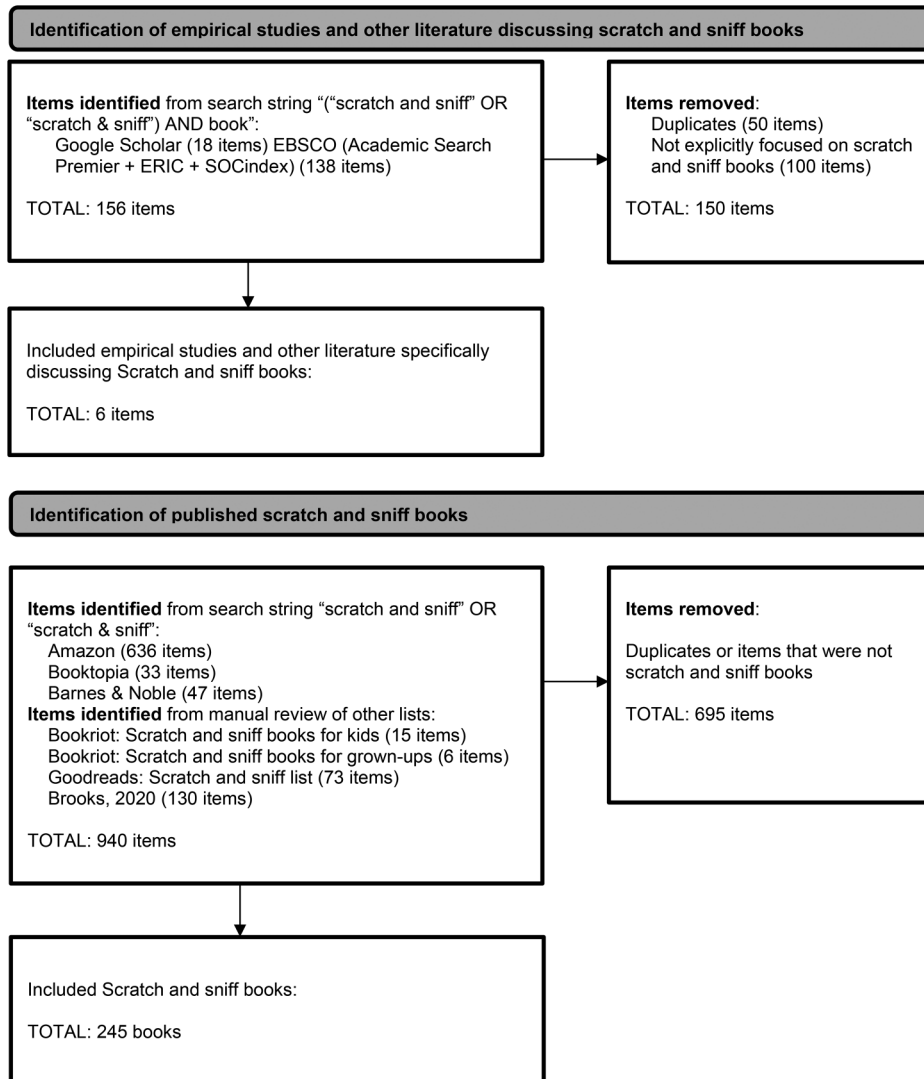 Identification of empirical studies and other literature discussing scratch and sniff books
Items identified from search string “(“scratch and sniff” OR
“scratch & sniff”) AND book”:
Google Scholar (18 items) EBSCO (Academic Search
Premier + ERIC + SOCindex) (138 items)
TOTAL: 156 items
Items removed:
Duplicates (50 items)
Not explicitly focused on scratch
and sniff books (100 items)
TOTAL: 150 items
Included empirical studies and other literature specifically
discussing Scratch and sniff books:
TOTAL: 6 items
Identification of published scratch and sniff books
Items identified from search string “scratch and sniff” OR
“scratch & sniff”:
Amazon (636 items)
Booktopia (33 items)
Barnes & Noble (47 items)
Items identified from manual review of other lists:
Bookriot: Scratch and sniff books for kids (15 items)
Bookriot: Scratch and sniff books for grown-ups (6 items)
Goodreads: Scratch and sniff list (73 items)
Brooks, 2020 (130 items)
TOTAL: 940 items
Items removed:
Duplicates or items that were not
scratch and sniff books
TOTAL: 695 items
Included Scratch and sniff books:
TOTAL: 245 books